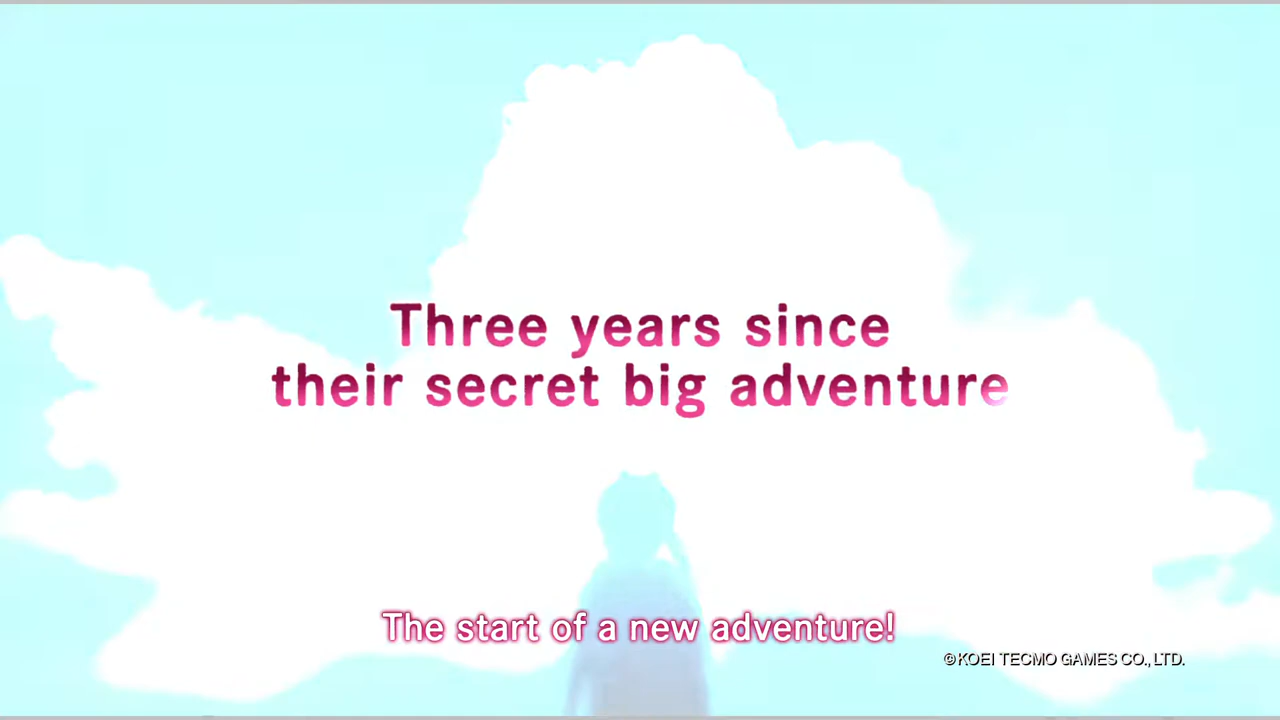 Three years since
their secret big adventure
The start of a new adventure!
©KOEI TECMO GAMES CO., LTD.